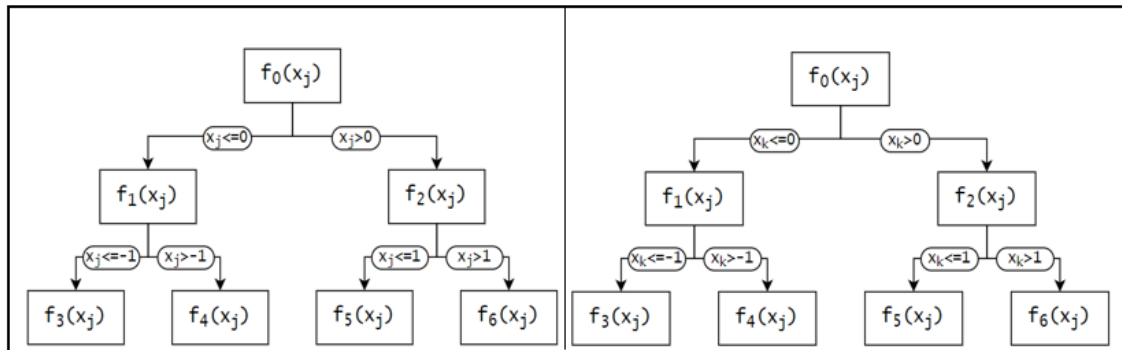 f₀(xⱼ)
xⱼ<=0 xⱼ>0
f₁(xⱼ) f₂(xⱼ)
xⱼ<=-1 xⱼ>-1 xⱼ<=1 xⱼ>1
f₃(xⱼ) f₄(xⱼ) f₅(xⱼ) f₆(xⱼ)
f₀(xⱼ)
xₖ<=0 xₖ>0
f₁(xⱼ) f₂(xⱼ)
xₖ<=-1 xₖ>-1 xₖ<=1 xₖ>1
f₃(xⱼ) f₄(xⱼ) f₅(xⱼ) f₆(xⱼ)